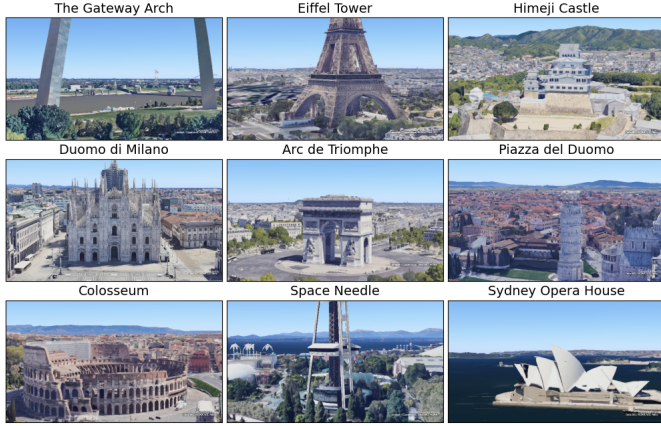 The Gateway Arch
Eiffel Tower
Himeji Castle
Duomo di Milano
Arc de Triomphe
Piazza del Duomo
Colosseum
Space Needle
Sydney Opera House